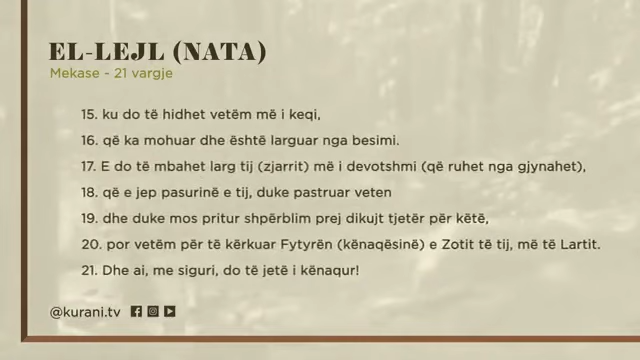 EL-LEJL (NATA)
Mekase - 21 vargje
15. ku do të hidhet vetëm më i keqi,
16. që ka mohuar dhe është larguar nga besimi.
17. E do të mbahet larg tij (zjarrit) më i devotshmi (që ruhet nga gjynahet),
18. që e jep pasurinë e tij, duke pastruar veten
19. dhe duke mos pritur shpërblim prej dikujt tjetër për këtë,
20. por vetëm për të kërkuar Fytyrën (kënaqësinë) e Zotit të tij, më të Lartit.
21. Dhe ai, me siguri, do të jetë i kënaqur!
@kurani.tv